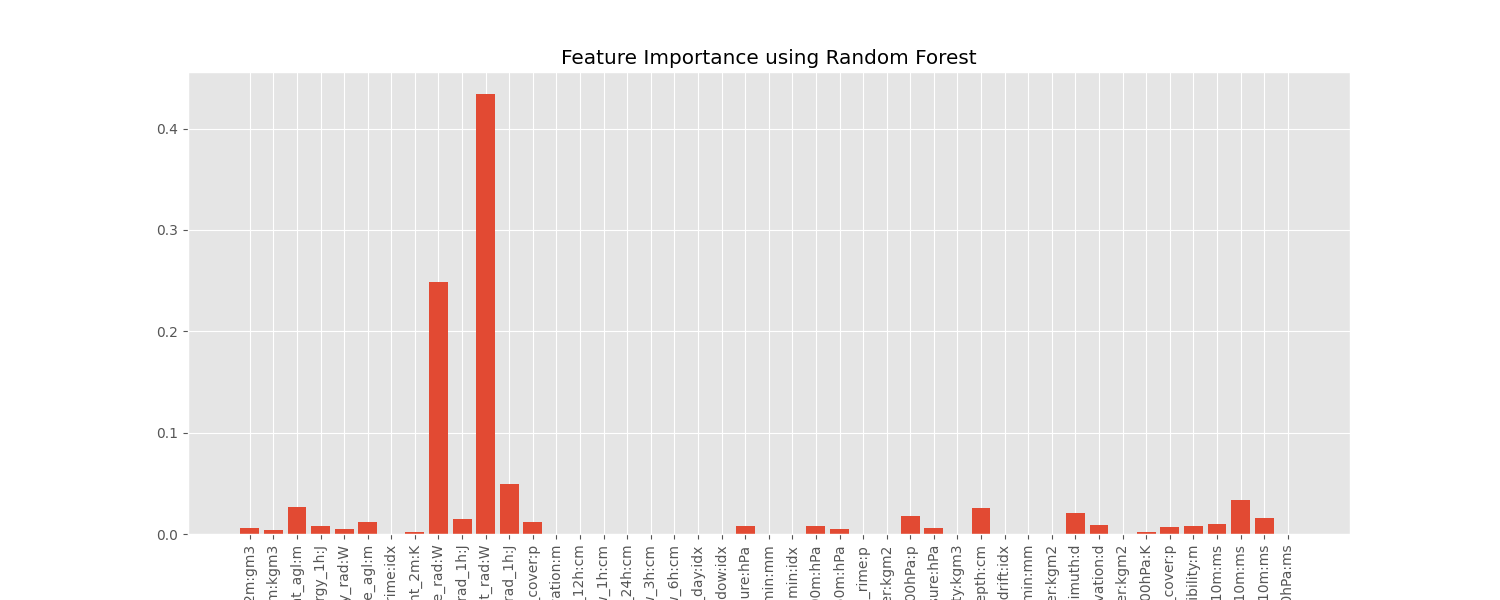 Feature Importance using Random Forest
0.4
0.3
0.2
0.1
0.0
2m:gm3
m:kgm3
t_agl:m
rgy_1h:J
y_rad:W
e_agl:m
rime:idx
nt_2m:K
e_rad:W
rad_1h:J
t_rad:W
rad_1h:J
_cover:p
ration:m
_12h:cm
_1h:cm
_24h:cm
_3h:cm
_6h:cm
_day:idx
dow:idx
ure:hPa
min:mm
min:idx
0m:hPa
0m:hPa
_rime:p
er:kgm2
00hPa:p
sure:hPa
ty:kgm3
epth:cm
drift:idx
min:mm
er:kgm2
imuth:d
vation:d
er:kgm2
00hPa:K
_cover:p
ibility:m
10m:ms
10m:ms
10m:ms
0hPa:ms